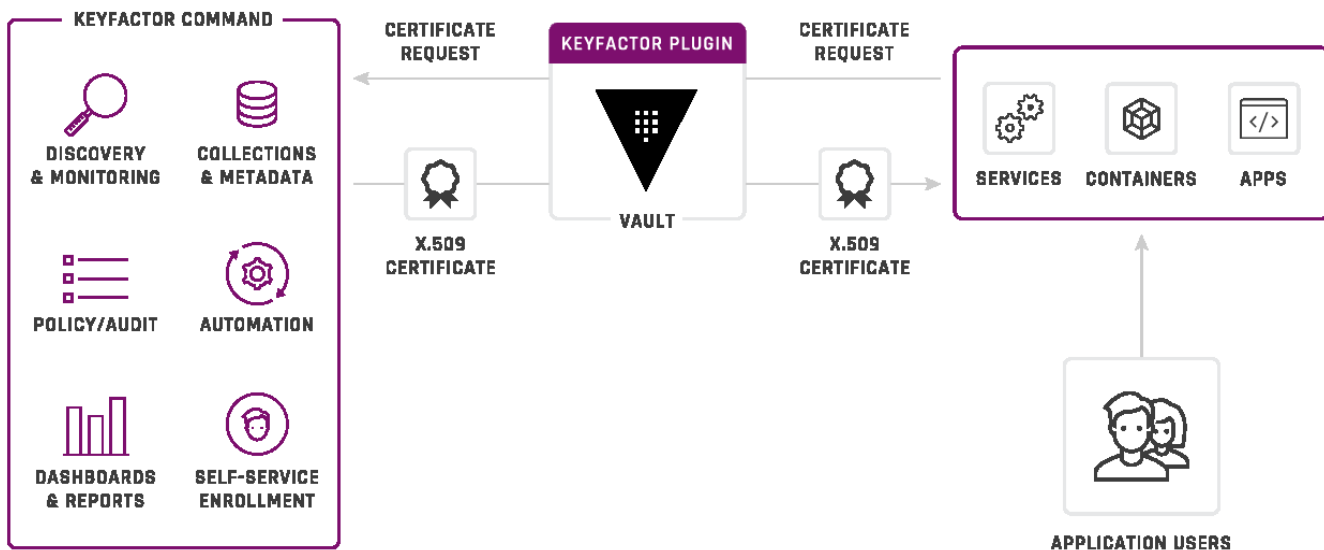 KEYFACTOR COMMAND
DISCOVERY
& MONITORING
COLLECTIONS
& METADATA
POLICY/AUDIT
AUTOMATION
DASHBOARDS
& REPORTS
SELF-SERVICE
ENROLLMENT
CERTIFICATE
REQUEST
X.509
CERTIFICATE
KEYFACTOR PLUGIN
VAULT
CERTIFICATE
REQUEST
X.509
CERTIFICATE
SERVICES
CONTAINERS
</>
APPS
APPLICATION USERS